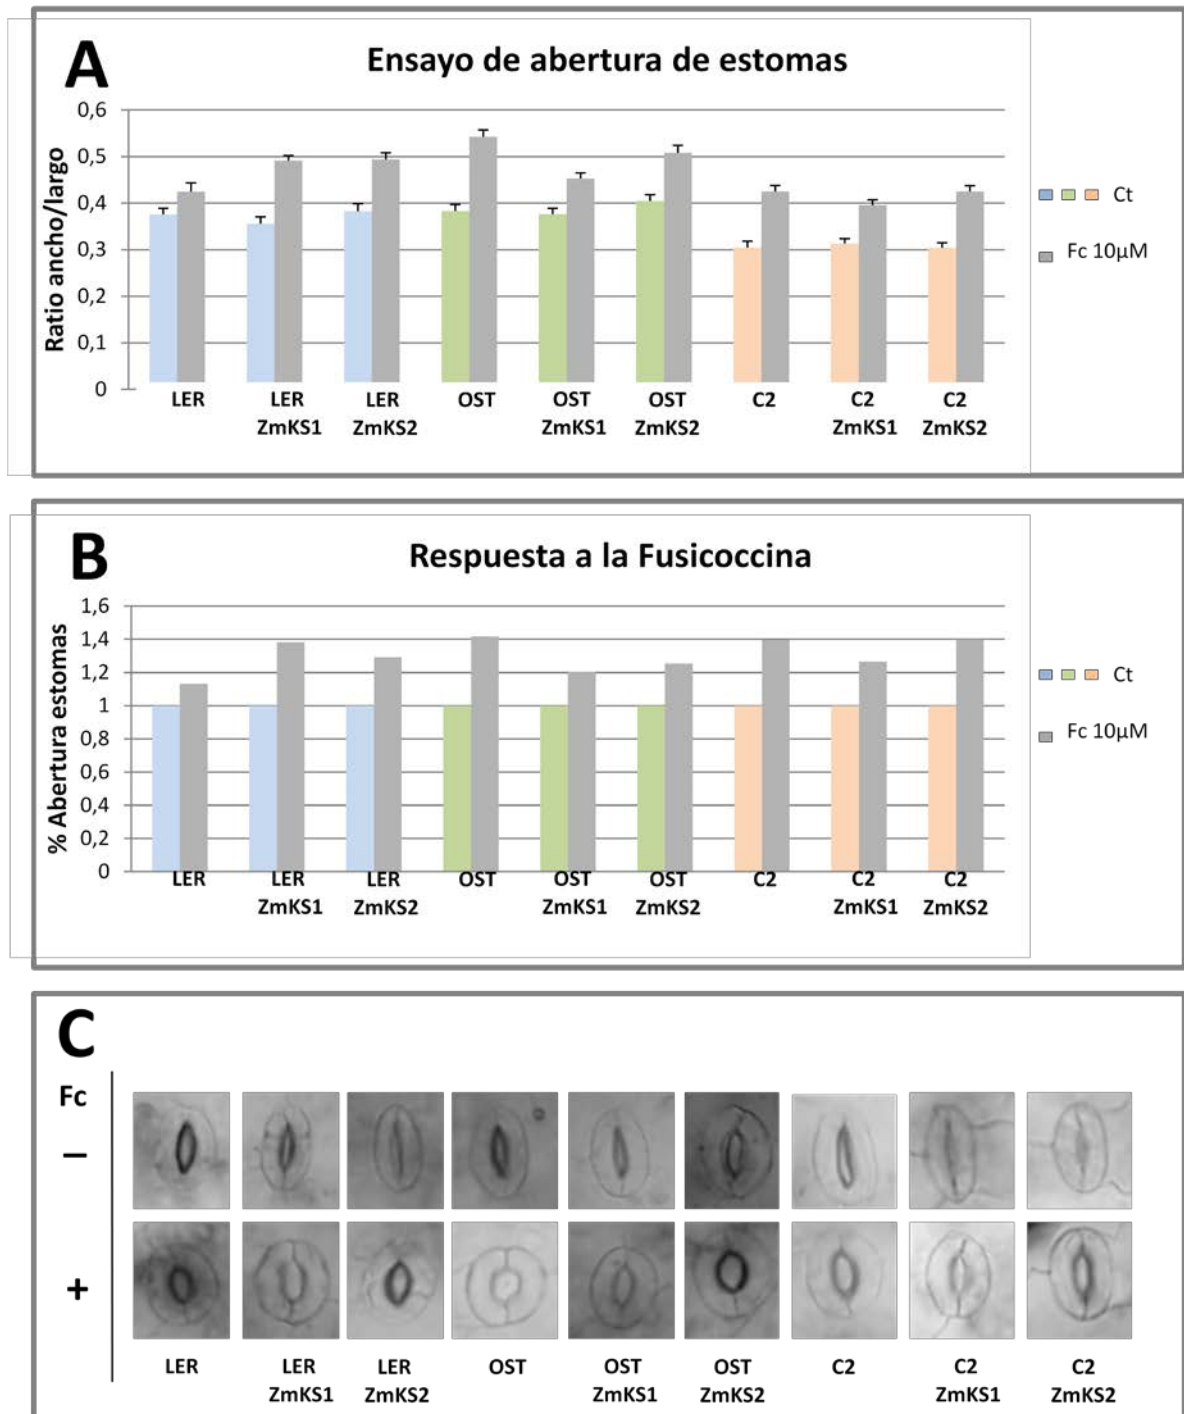 A
Ensayo de abertura de estomas
Ratio ancho/largo
0,6
0,5
0,4
0,3
0,2
0,1
0
LER
LER
ZmKS1
LER
ZmKS2
OST
OST
ZmKS1
OST
ZmKS2
C2
C2
ZmKS1
C2
ZmKS2
Ct
Fc 10µM
B
Respuesta a la Fusicoccina
% Abertura estomas
1,6
1,4
1,2
1
0,8
0,6
0,4
0,2
0
LER
LER
ZmKS1
LER
ZmKS2
OST
OST
ZmKS1
OST
ZmKS2
C2
C2
ZmKS1
C2
ZmKS2
Ct
Fc 10µM
C
Fc
–
+
LER
LER
ZmKS1
LER
ZmKS2
OST
OST
ZmKS1
OST
ZmKS2
C2
C2
ZmKS1
C2
ZmKS2